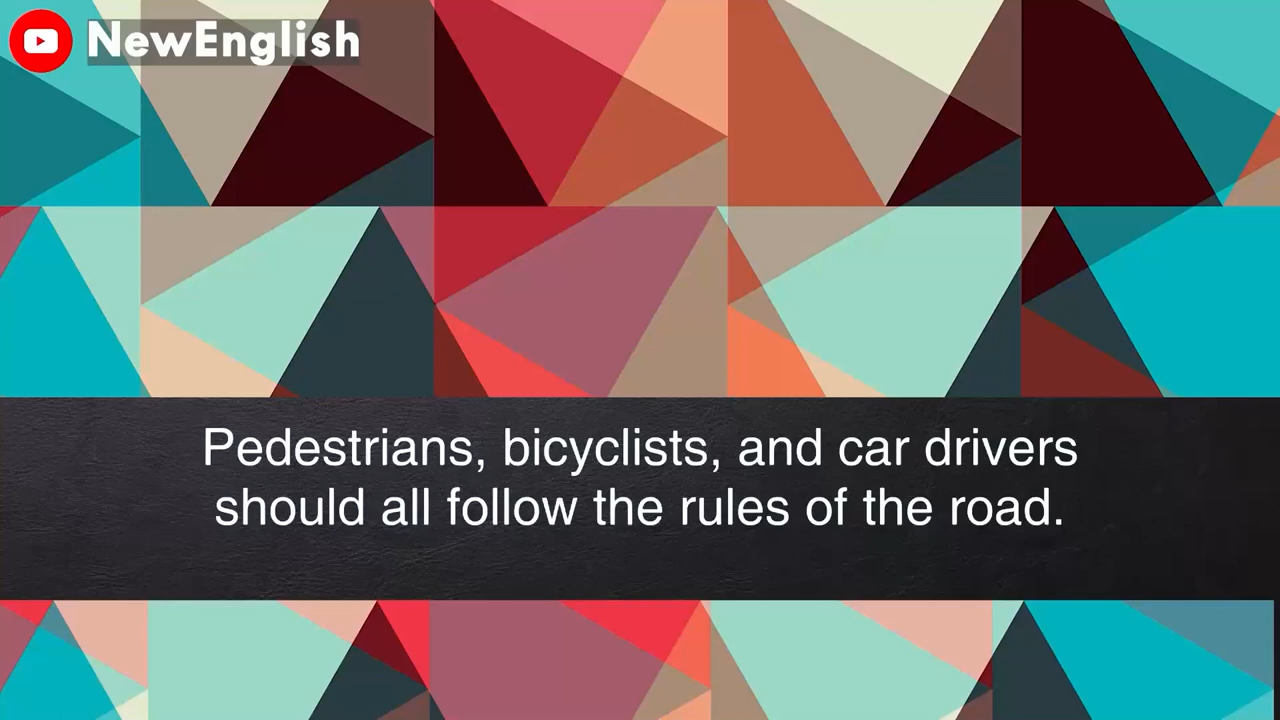 NewEnglish
Pedestrians, bicyclists, and car drivers
should all follow the rules of the road.